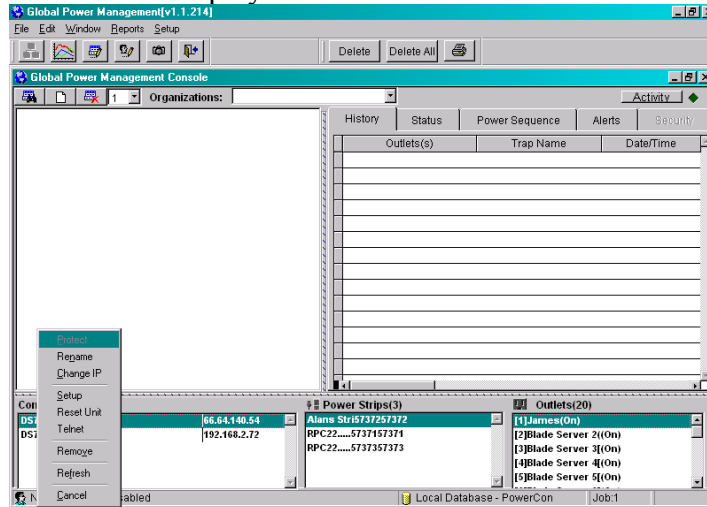 Global Power Management[v1.1.214]
File Edit Window Reports Setup
Delete Delete All
Global Power Management Console
1 Organizations: Activity
History Status Power Sequence Alerts Security
Outlets(s) Trap Name Date/Time
Protect
Rename
Change IP
Setup
Reset Unit
Telnet
Remove
Refresh
Cancel
Con
DS7 66.64.140.54
DS7 192.168.2.72
Power Strips(3)
Alans Stri5737257372
RPC22.....5737157371
RPC22.....5737357373
Outlets(20)
[1]James(On)
[2]Blade Server 2((On)
[3]Blade Server 3[(On)
[4]Blade Server 4[(On)
[5]Blade Server 5[(On)
N abled Local Database - PowerCon Job:1